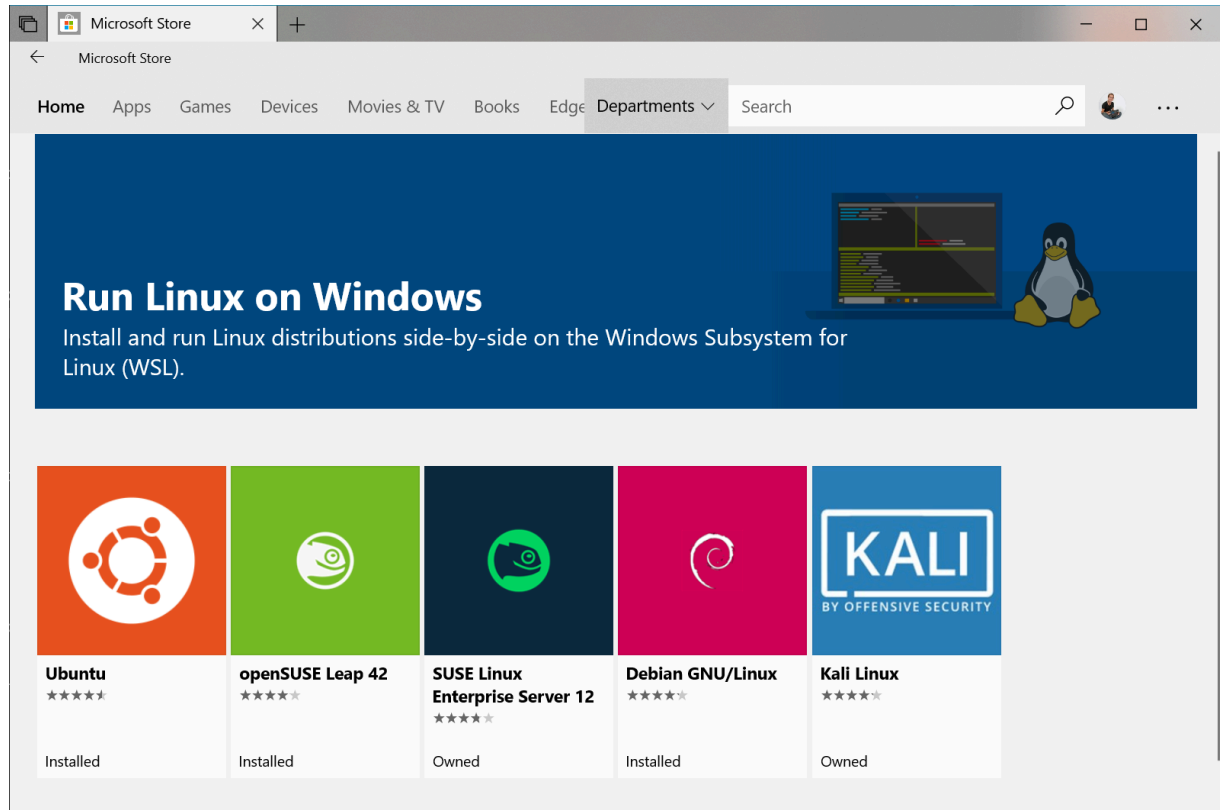 Microsoft Store
Microsoft Store
Home Apps Games Devices Movies & TV Books Edge Departments Search
Run Linux on Windows
Install and run Linux distributions side-by-side on the Windows Subsystem for
Linux (WSL).
KALI
BY OFFENSIVE SECURITY
Ubuntu
Installed
openSUSE Leap 42
Installed
SUSE Linux
Enterprise Server 12
Owned
Debian GNU/Linux
Installed
Kali Linux
Owned